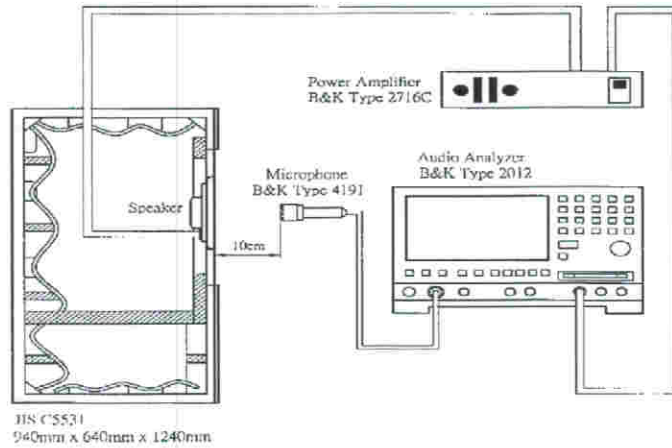 Power Amplifier
B&K Type 2716C
Audio Analyzer
B&K Type 2012
Microphone
B&K Type 4191
Speaker
10cm
JIS C5531
940mm x 640mm x 1240mm